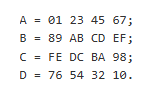 A = 01 23 45 67;
B = 89 AB CD EF;
C = FE DC BA 98;
D = 76 54 32 10.